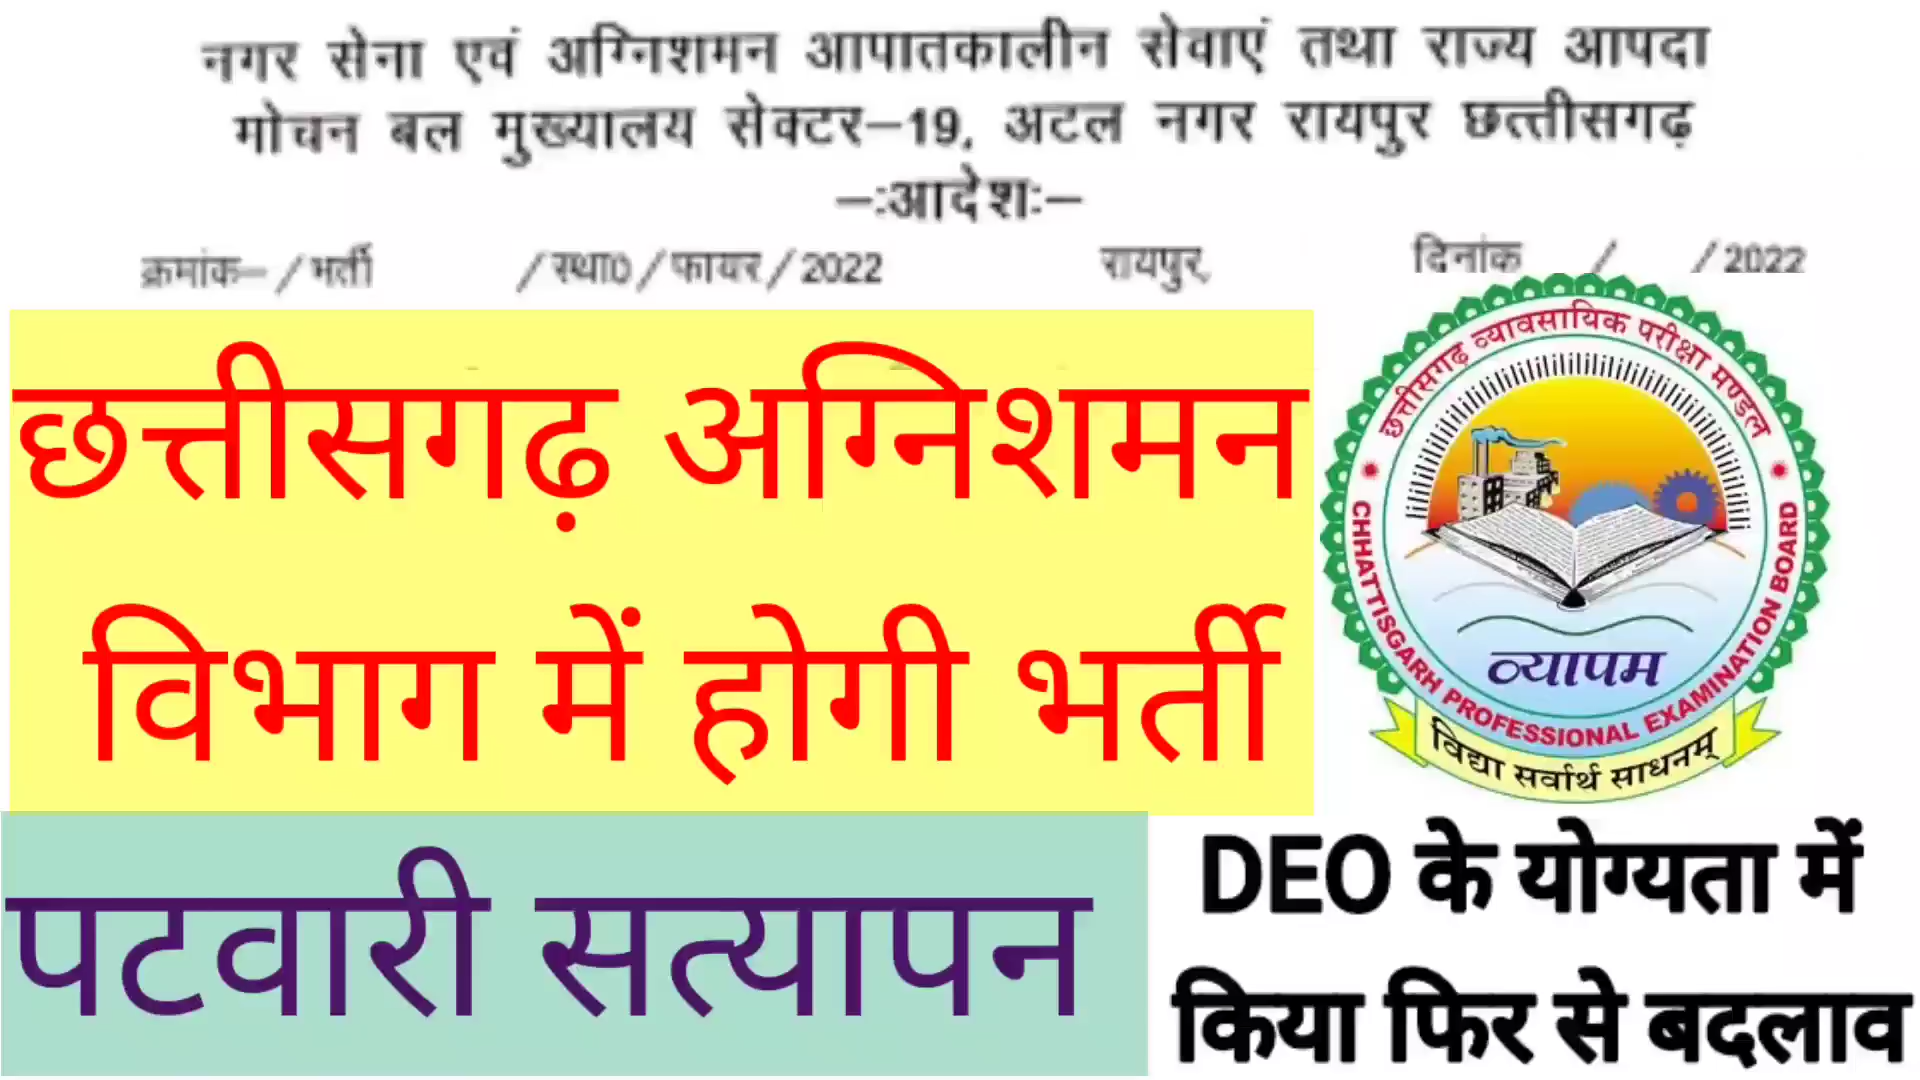 नगर सेना एवं अग्निशमन आपातकालीन सेवाएं तथा राज्य आपदा
मोचन बल मुख्यालय सेक्टर–19, अटल नगर रायपुर छत्तीसगढ़
–:आदेश:–
क्रमांक–/भर्ती /स्था0/फायर/2022 रायपुर, दिनांक / /2022
छत्तीसगढ़ अग्निशमन
विभाग में होगी भर्ती
छत्तीसगढ़ व्यावसायिक परीक्षा मण्डल
CHHATTISGARH PROFESSIONAL EXAMINATION BOARD
व्यापम
विद्या सर्वार्थ साधनम्
पटवारी सत्यापन
DEO के योग्यता में
किया फिर से बदलाव